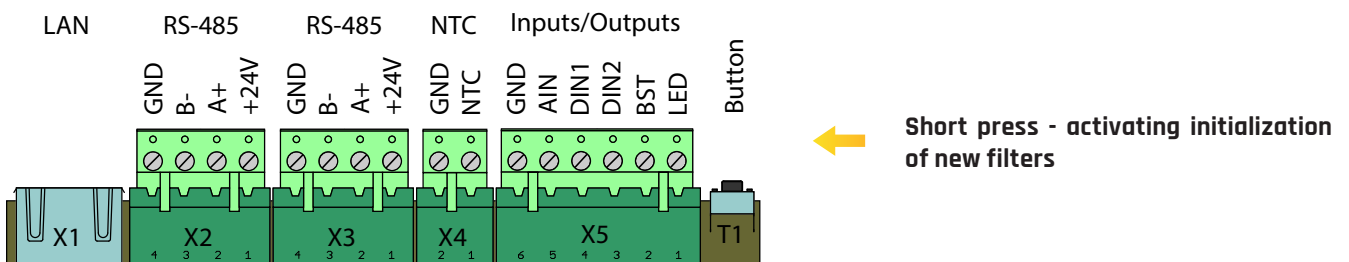 LAN RS-485 RS-485 NTC Inputs/Outputs
GND B- A+ +24V GND B- A+ +24V GND NTC GND AIN DIN1 DIN2 BST LED Button
Short press - activating initialization
of new filters
X1 X2 X3 X4 X5 T1
4 3 2 1 4 3 2 1 2 1 6 5 4 3 2 1